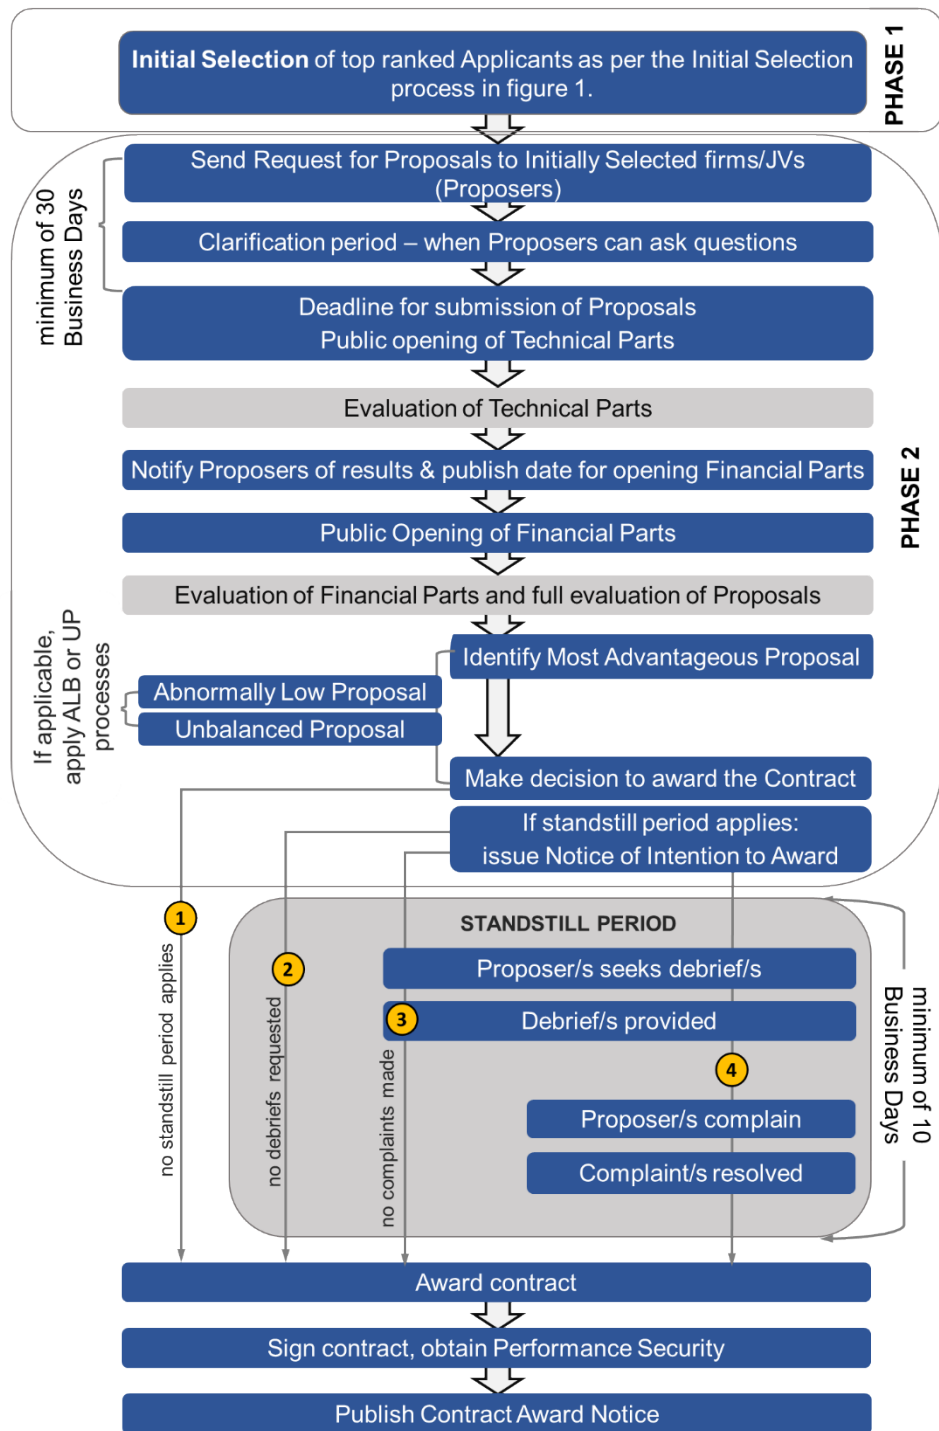 Initial Selection of top ranked Applicants as per the Initial Selection
process in figure 1.
PHASE 1
Send Request for Proposals to Initially Selected firms/JVs
(Proposers)
minimum of 30
Business Days
Clarification period – when Proposers can ask questions
Deadline for submission of Proposals
Public opening of Technical Parts
Evaluation of Technical Parts
Notify Proposers of results & publish date for opening Financial Parts
PHASE 2
Public Opening of Financial Parts
Evaluation of Financial Parts and full evaluation of Proposals
If applicable,
apply ALB or UP
processes
Identify Most Advantageous Proposal
Abnormally Low Proposal
Unbalanced Proposal
Make decision to award the Contract
If standstill period applies:
issue Notice of Intention to Award
STANDSTILL PERIOD
1
no standstill period applies
2
no debriefs requested
3
no complaints made
Proposer/s seeks debrief/s
Debrief/s provided
4
Proposer/s complain
Complaint/s resolved
minimum of 10
Business Days
Award contract
Sign contract, obtain Performance Security
Publish Contract Award Notice